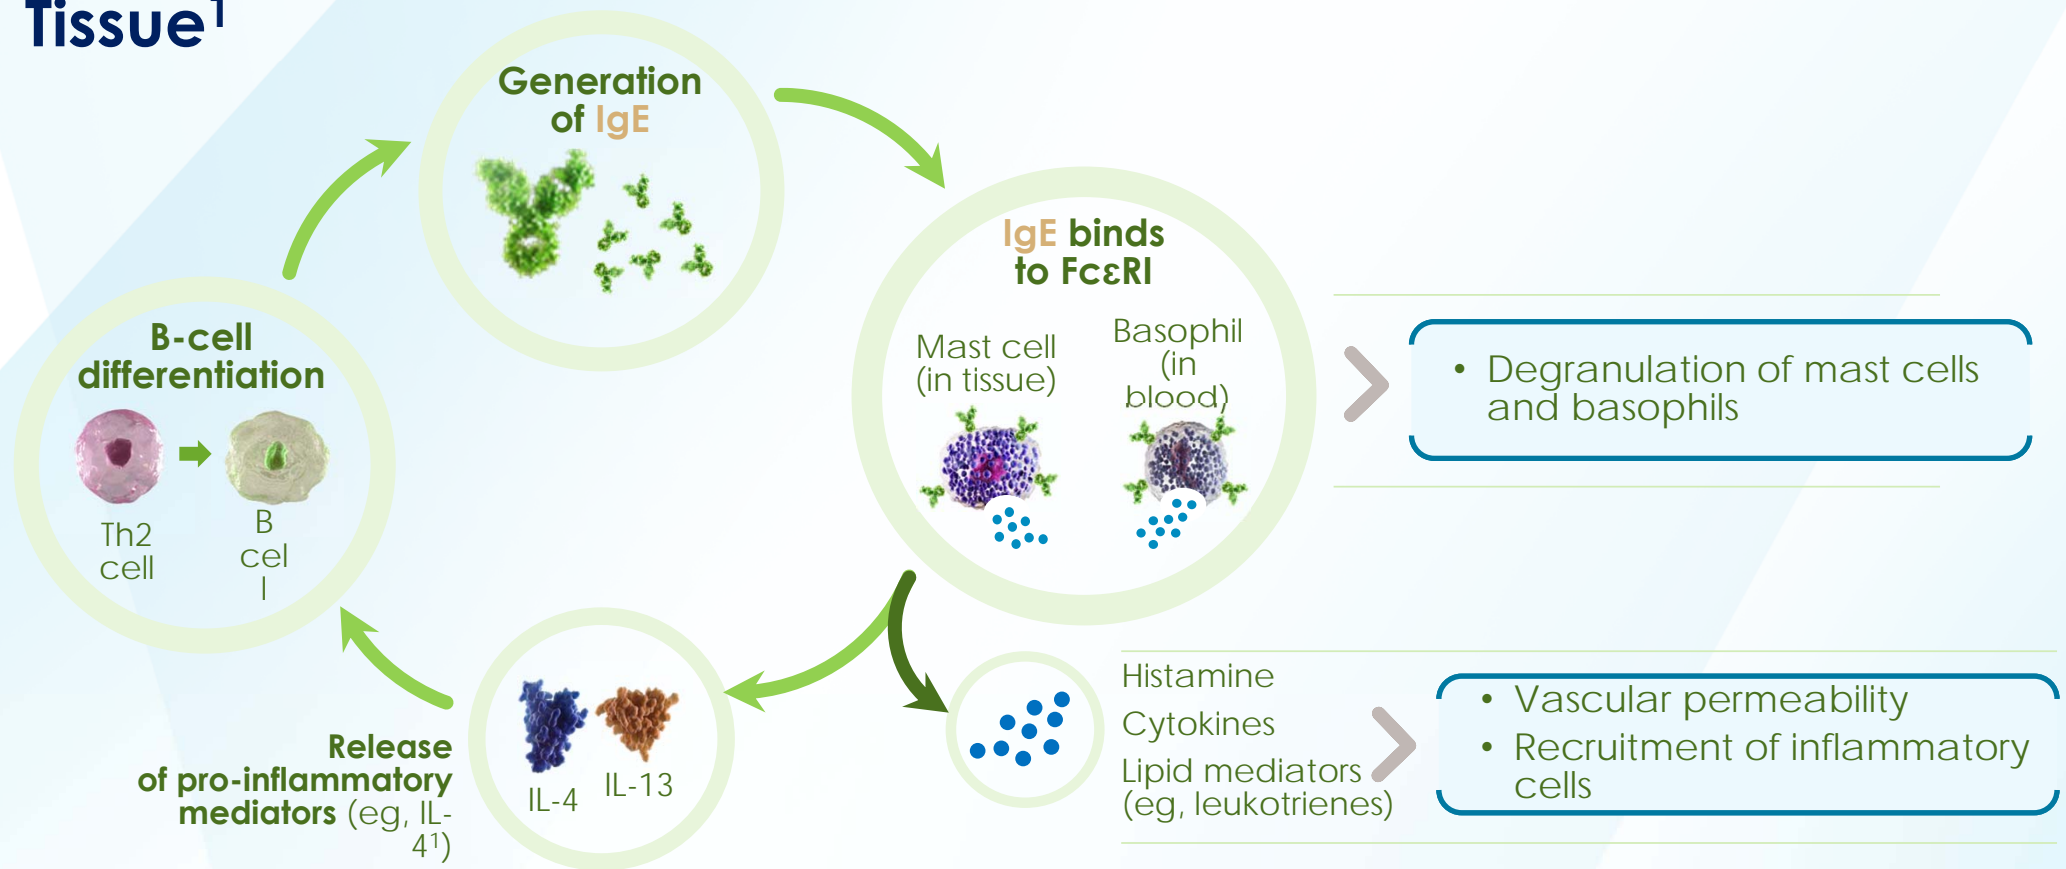 Tissue¹
Generation
of IgE
IgE binds
to FcεRI
Mast cell
(in tissue)
Basophil
(in
blood)
• Degranulation of mast cells
and basophils
B-cell
differentiation
Th2
cell
B
cel
l
Release
of pro-inflammatory
mediators (eg, IL-
4¹)
IL-4
IL-13
Histamine
Cytokines
Lipid mediators
(eg, leukotrienes)
• Vascular permeability
• Recruitment of inflammatory
cells